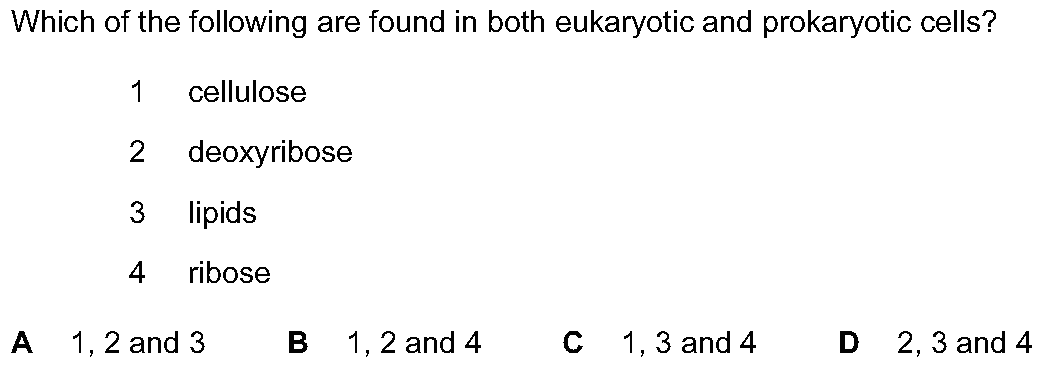 Which of the following are found in both eukaryotic and prokaryotic cells?
1 cellulose
2 deoxyribose
3 lipids
4 ribose
A 1, 2 and 3 B 1, 2 and 4 C 1, 3 and 4 D 2, 3 and 4